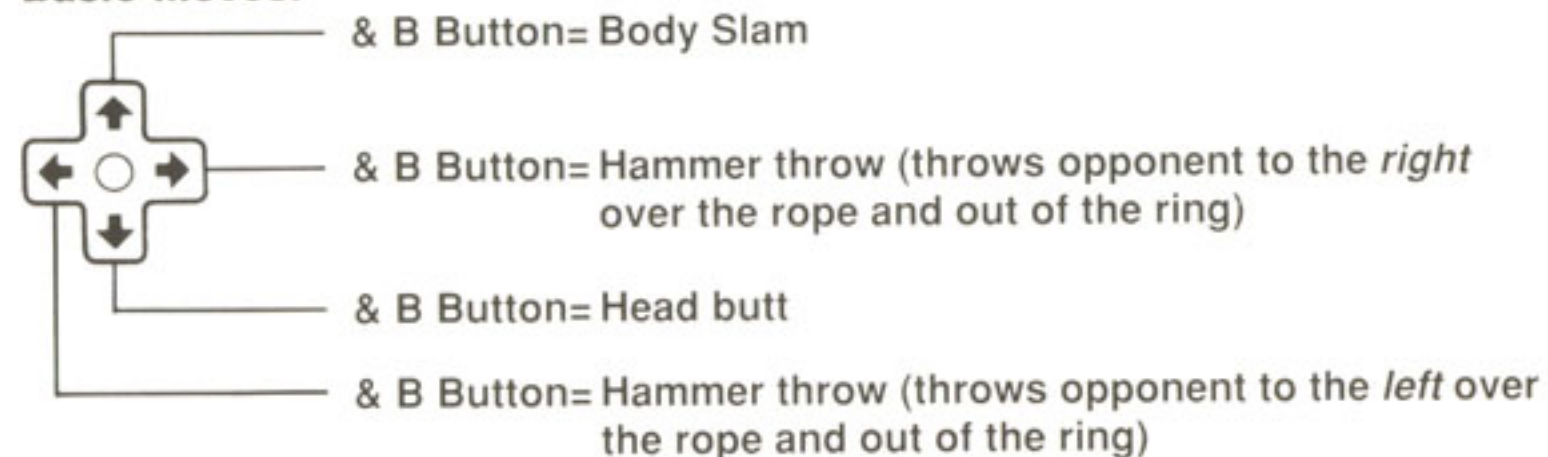 & B Button= Body Slam
& B Button= Hammer throw (throws opponent to the right
over the rope and out of the ring)
& B Button= Head butt
& B Button= Hammer throw (throws opponent to the left over
the rope and out of the ring)